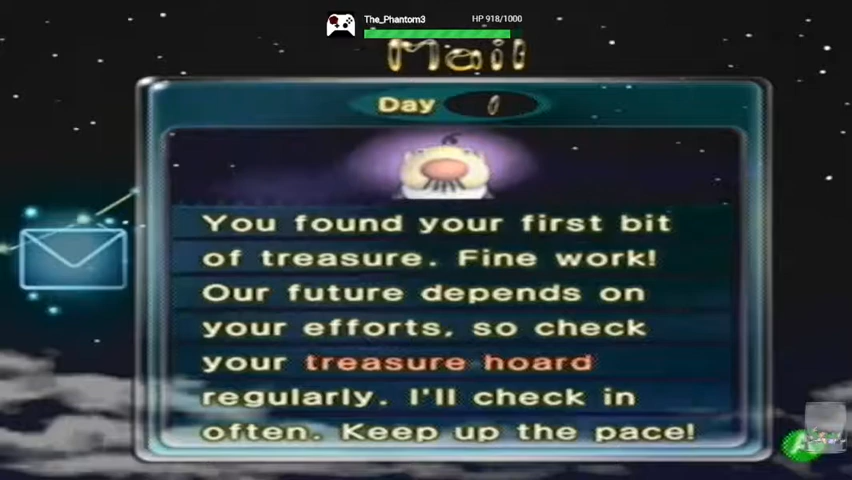 The_Phantom3 HP 918/1000
Mail
Day 0
You found your first bit
of treasure. Fine work!
Our future depends on
your efforts, so check
your treasure hoard
regularly. I'll check in
often. Keep up the pace!
A